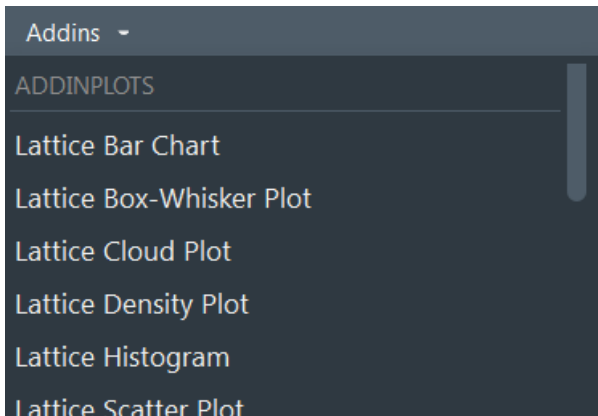 Addins
ADDINPLOTS
Lattice Bar Chart
Lattice Box-Whisker Plot
Lattice Cloud Plot
Lattice Density Plot
Lattice Histogram
Lattice Scatter Plot